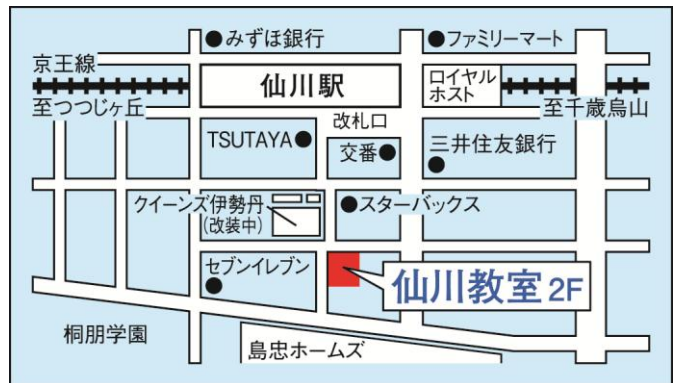 みずほ銀行
ファミリーマート
京王線
仙川駅
ロイヤル
ホスト
至つつじヶ丘
至千歳烏山
改札口
TSUTAYA
交番
三井住友銀行
クイーンズ伊勢丹
(改装中)
スターバックス
セブンイレブン
仙川教室 2F
桐朋学園
島忠ホームズ